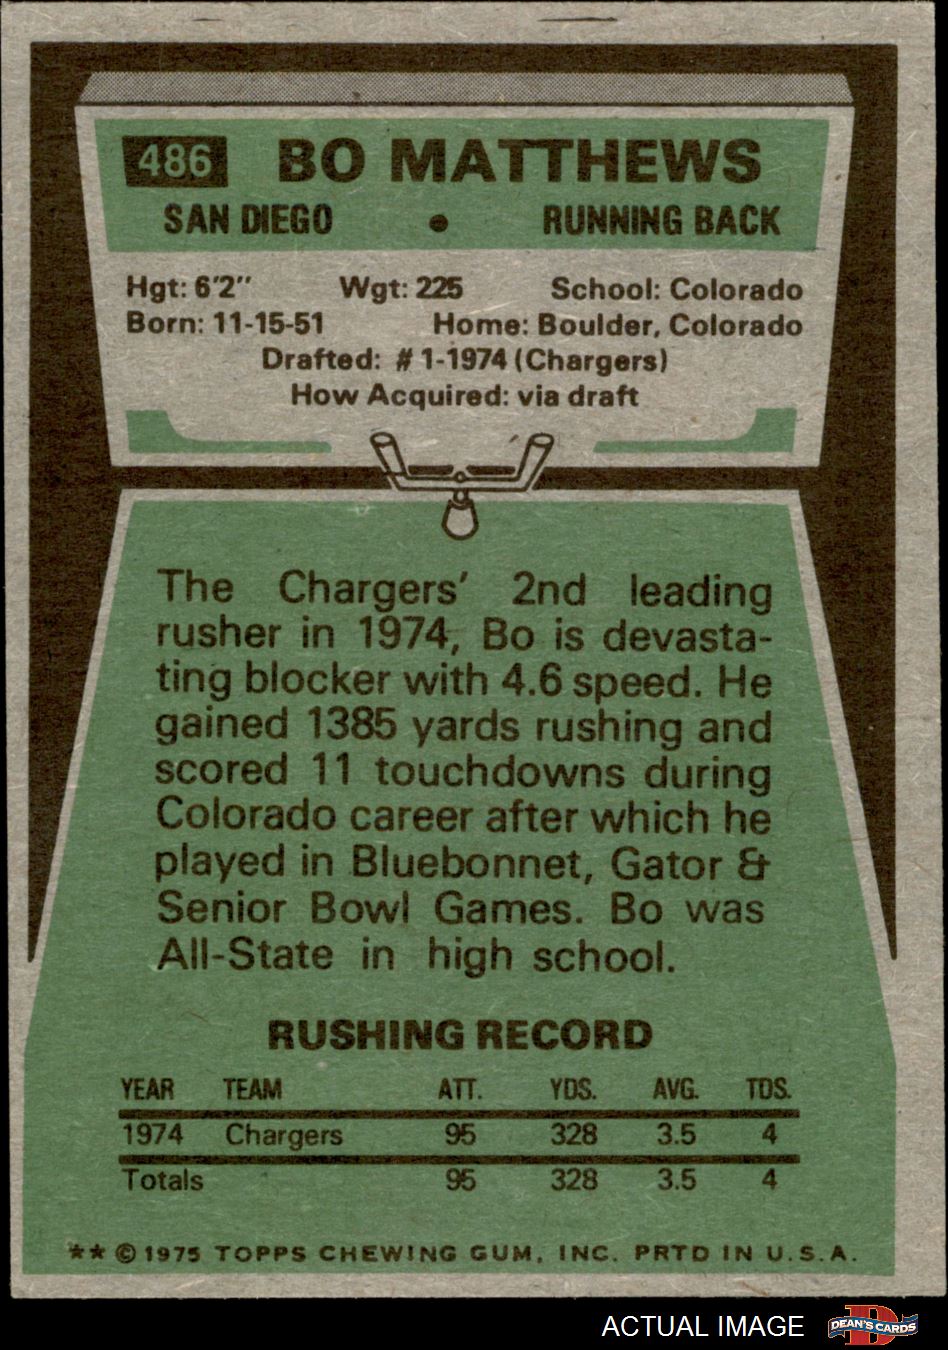 486 BO MATTHEWS
SAN DIEGO • RUNNING BACK
Hgt: 6'2" Wgt: 225 School: Colorado
Born: 11-15-51 Home: Boulder, Colorado
Drafted: #1-1974 (Chargers)
How Acquired: via draft
The Chargers' 2nd leading
rusher in 1974, Bo is devasta-
ting blocker with 4.6 speed. He
gained 1385 yards rushing and
scored 11 touchdowns during
Colorado career after which he
played in Bluebonnet, Gator &
Senior Bowl Games. Bo was
All-State in high school.
RUSHING RECORD
YEAR TEAM ATT. YDS. AVG. TDS.
1974 Chargers 95 328 3.5 4
Totals 95 328 3.5 4
** © 1975 TOPPS CHEWING GUM, INC. PRTD IN U.S.A.
ACTUAL IMAGE DEAN'S CARDS